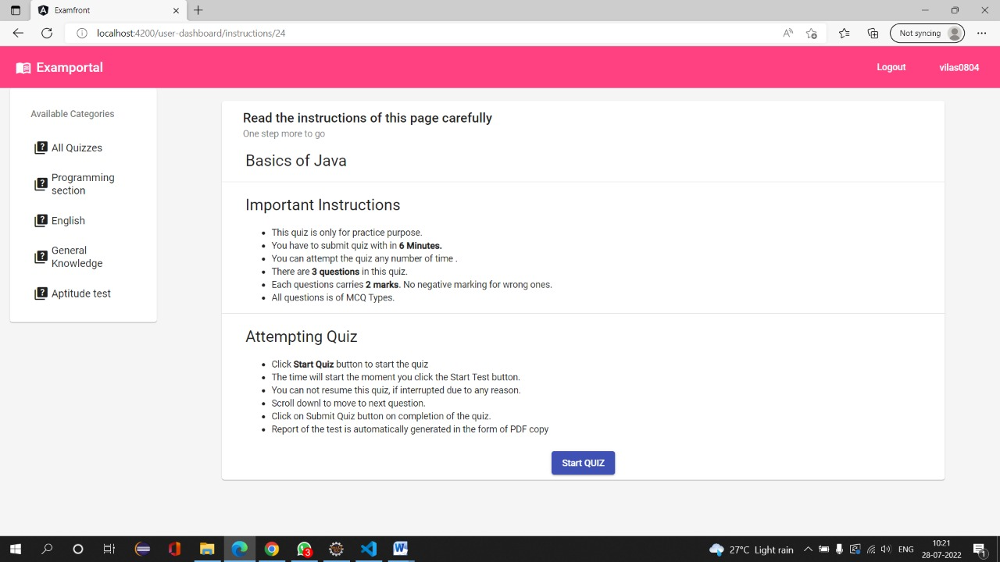 Examfront
localhost:4200/user-dashboard/instructions/24
Not syncing
Examportal
Logout
vilas0804
Available Categories
All Quizzes
Programming
section
English
General
Knowledge
Aptitude test
Read the instructions of this page carefully
One step more to go
Basics of Java
Important Instructions
This quiz is only for practice purpose.
You have to submit quiz with in 6 Minutes.
You can attempt the quiz any number of time .
There are 3 questions in this quiz.
Each questions carries 2 marks. No negative marking for wrong ones.
All questions is of MCQ Types.
Attempting Quiz
Click Start Quiz button to start the quiz
The time will start the moment you click the Start Test button.
You can not resume this quiz, if interrupted due to any reason.
Scroll downl to move to next question.
Click on Submit Quiz button on completion of the quiz.
Report of the test is automatically generated in the form of PDF copy
Start QUIZ
3
27°C Light rain
ENG
10:21
28-07-2022
1